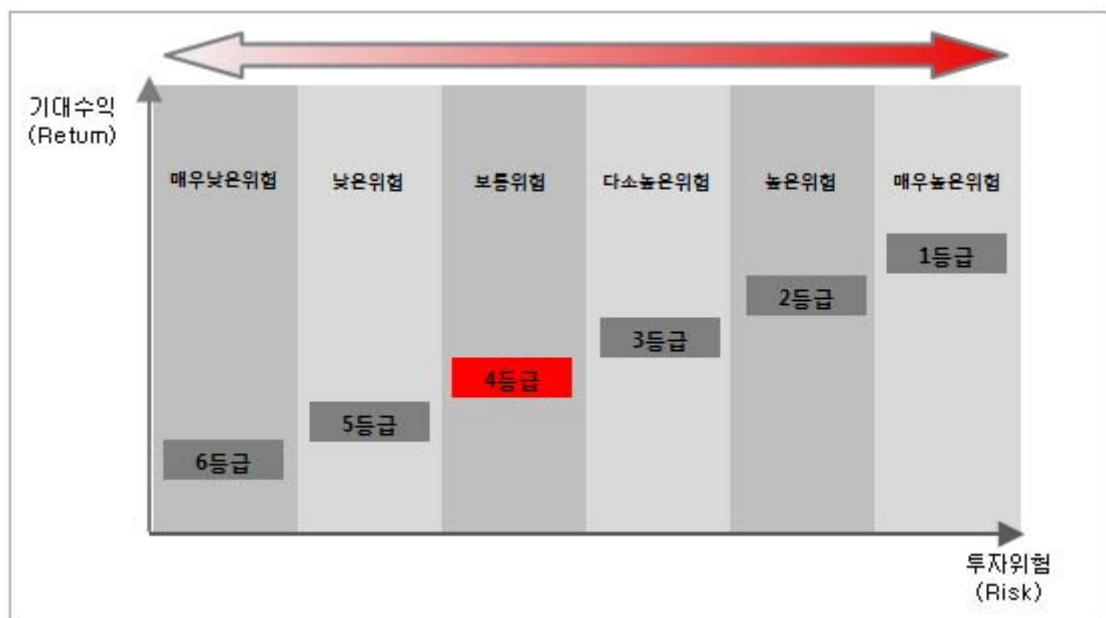 기대수익
(Return)
매우낮은위험 낮은위험 보통위험 다소높은위험 높은위험 매우높은위험
1등급
2등급
3등급
4등급
5등급
6등급
투자위험
(Risk)